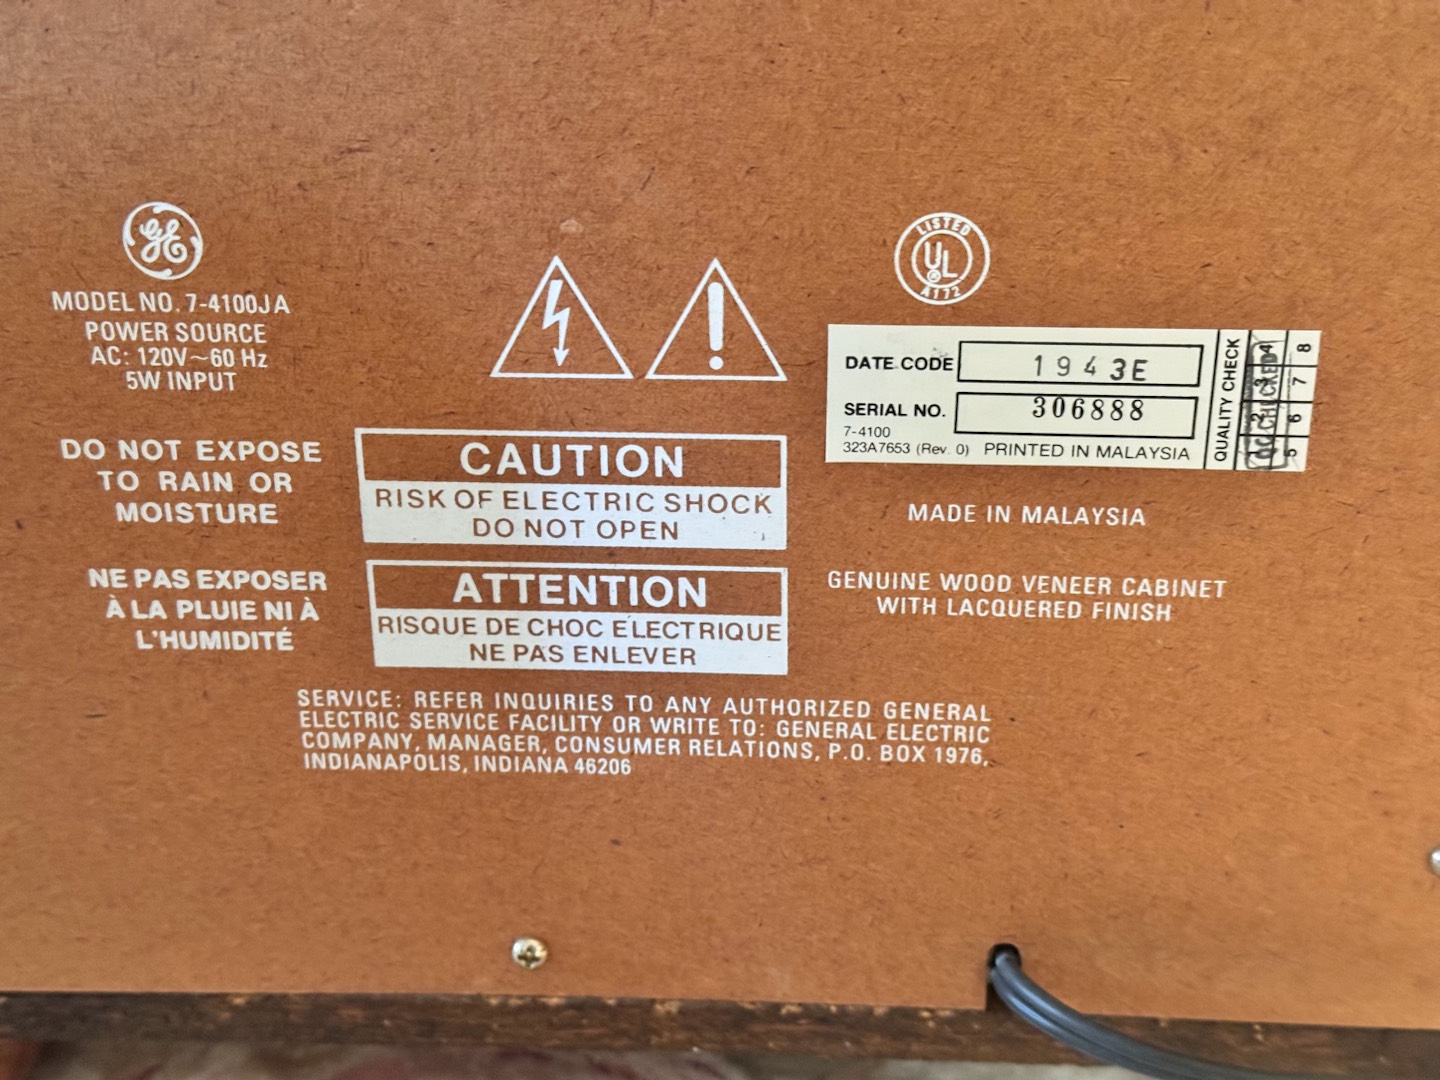 GE
MODEL NO. 7-4100JA
POWER SOURCE
AC: 120V~60 Hz
5W INPUT
DO NOT EXPOSE
TO RAIN OR
MOISTURE
NE PAS EXPOSER
À LA PLUIE NI À
L'HUMIDITÉ
CAUTION
RISK OF ELECTRIC SHOCK
DO NOT OPEN
ATTENTION
RISQUE DE CHOC ELECTRIQUE
NE PAS ENLEVER
SERVICE: REFER INQUIRIES TO ANY AUTHORIZED GENERAL
ELECTRIC SERVICE FACILITY OR WRITE TO: GENERAL ELECTRIC
COMPANY, MANAGER, CONSUMER RELATIONS, P.O. BOX 1976,
INDIANAPOLIS, INDIANA 46206
LISTED
UL
®
A172
DATE CODE 1943E
SERIAL NO. 306888
7-4100
323A7653 (Rev. 0) PRINTED IN MALAYSIA
QUALITY CHECK
1 2 3 4
QC CHECKED
5 6 7 8
MADE IN MALAYSIA
GENUINE WOOD VENEER CABINET
WITH LACQUERED FINISH